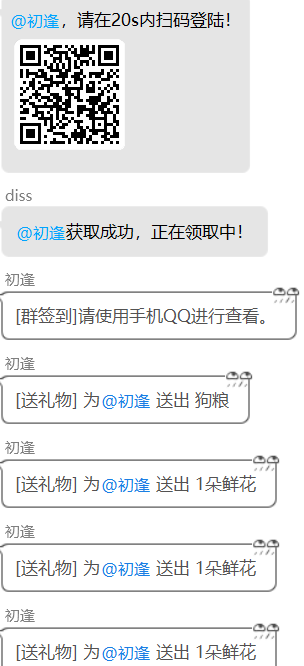 @初逢，请在20s内扫码登陆！
diss
@初逢获取成功，正在领取中！
初逢
[群签到]请使用手机QQ进行查看。
初逢
[送礼物] 为@初逢 送出 狗粮
初逢
[送礼物] 为@初逢 送出 1朵鲜花
初逢
[送礼物] 为@初逢 送出 1朵鲜花
初逢
[送礼物] 为@初逢 送出 1朵鲜花